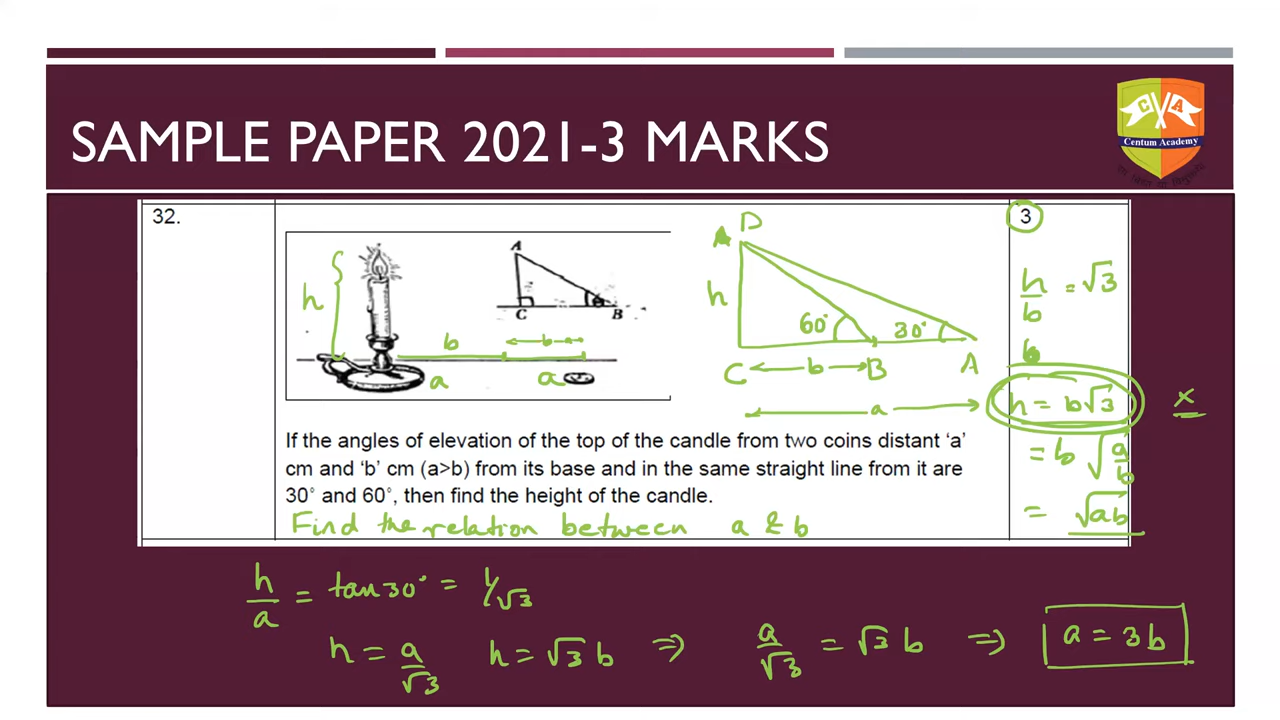 SAMPLE PAPER 2021-3 MARKS
C A
Centum Academy
32.
3
h
A
C
B
b
b
a
a
D
h
60°
30°
C
b
B
A
a
h/b = √3
h = b√3
x
= b √a/b
= √ab
If the angles of elevation of the top of the candle from two coins distant ‘a’
cm and ‘b’ cm (a>b) from its base and in the same straight line from it are
30° and 60°, then find the height of the candle.
Find the relation between a & b
h/a = tan30° = 1/√3
h = a/√3 h = √3 b ⇒ a/√3 = √3 b ⇒ a = 3b